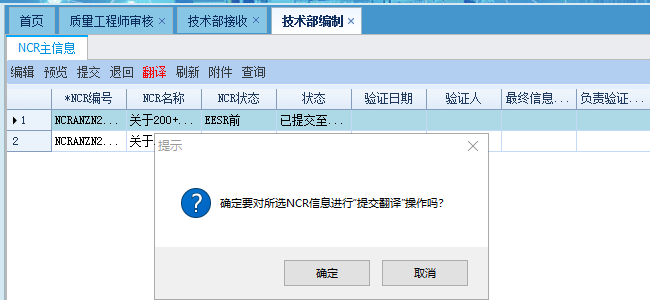 首页 质量工程师审核 × 技术部接收 × 技术部编制 ×
NCR主信息
编辑 预览 提交 退回 翻译 刷新 附件 查询
*NCR编号 NCR名称 NCR状态 状态 验证日期 验证人 最终信息... 负责验证...
1 NCRANZN2... 关于200+... EESR前 已提交至...
2 NCRANZN2... 关于
提示
确定要对所选NCR信息进行"提交翻译"操作吗?
确定 取消